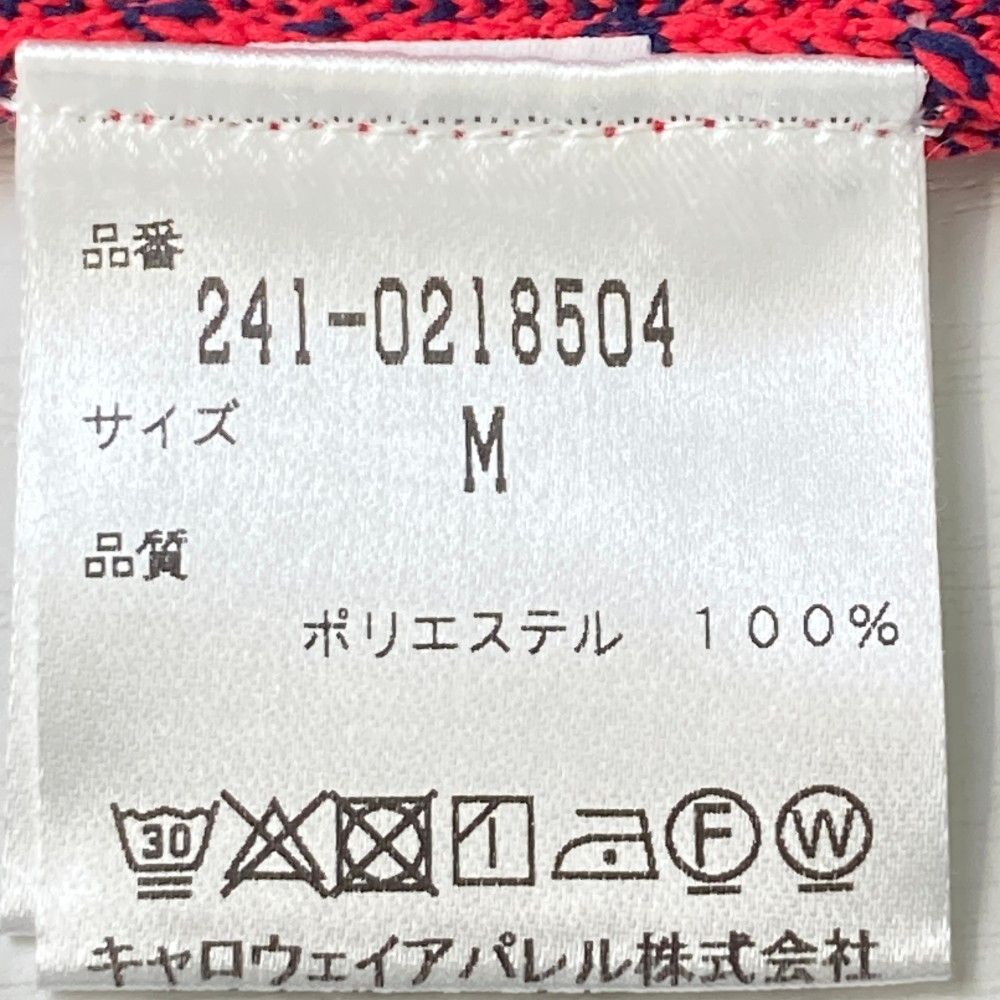 品番
241-0218504
サイズ M
品質
ポリエステル 100%
30 F W
キャロウェイアパレル株式会社